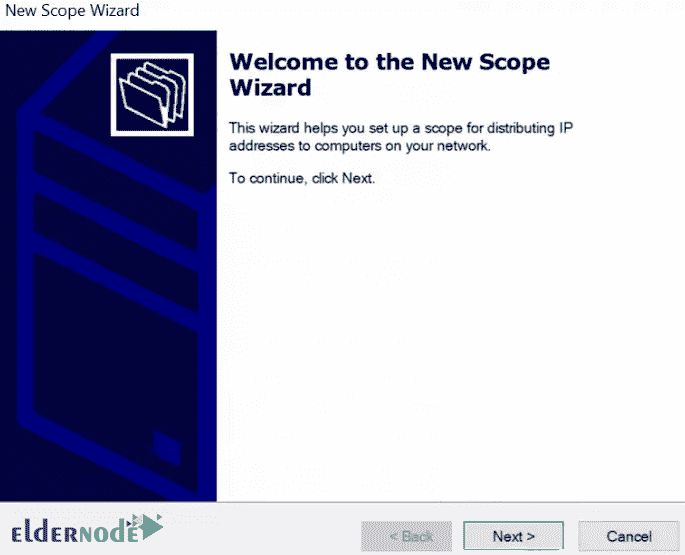 New Scope Wizard
Welcome to the New Scope
Wizard
This wizard helps you set up a scope for distributing IP
addresses to computers on your network.
To continue, click Next.
< Back
Next >
Cancel
ELDERNODE